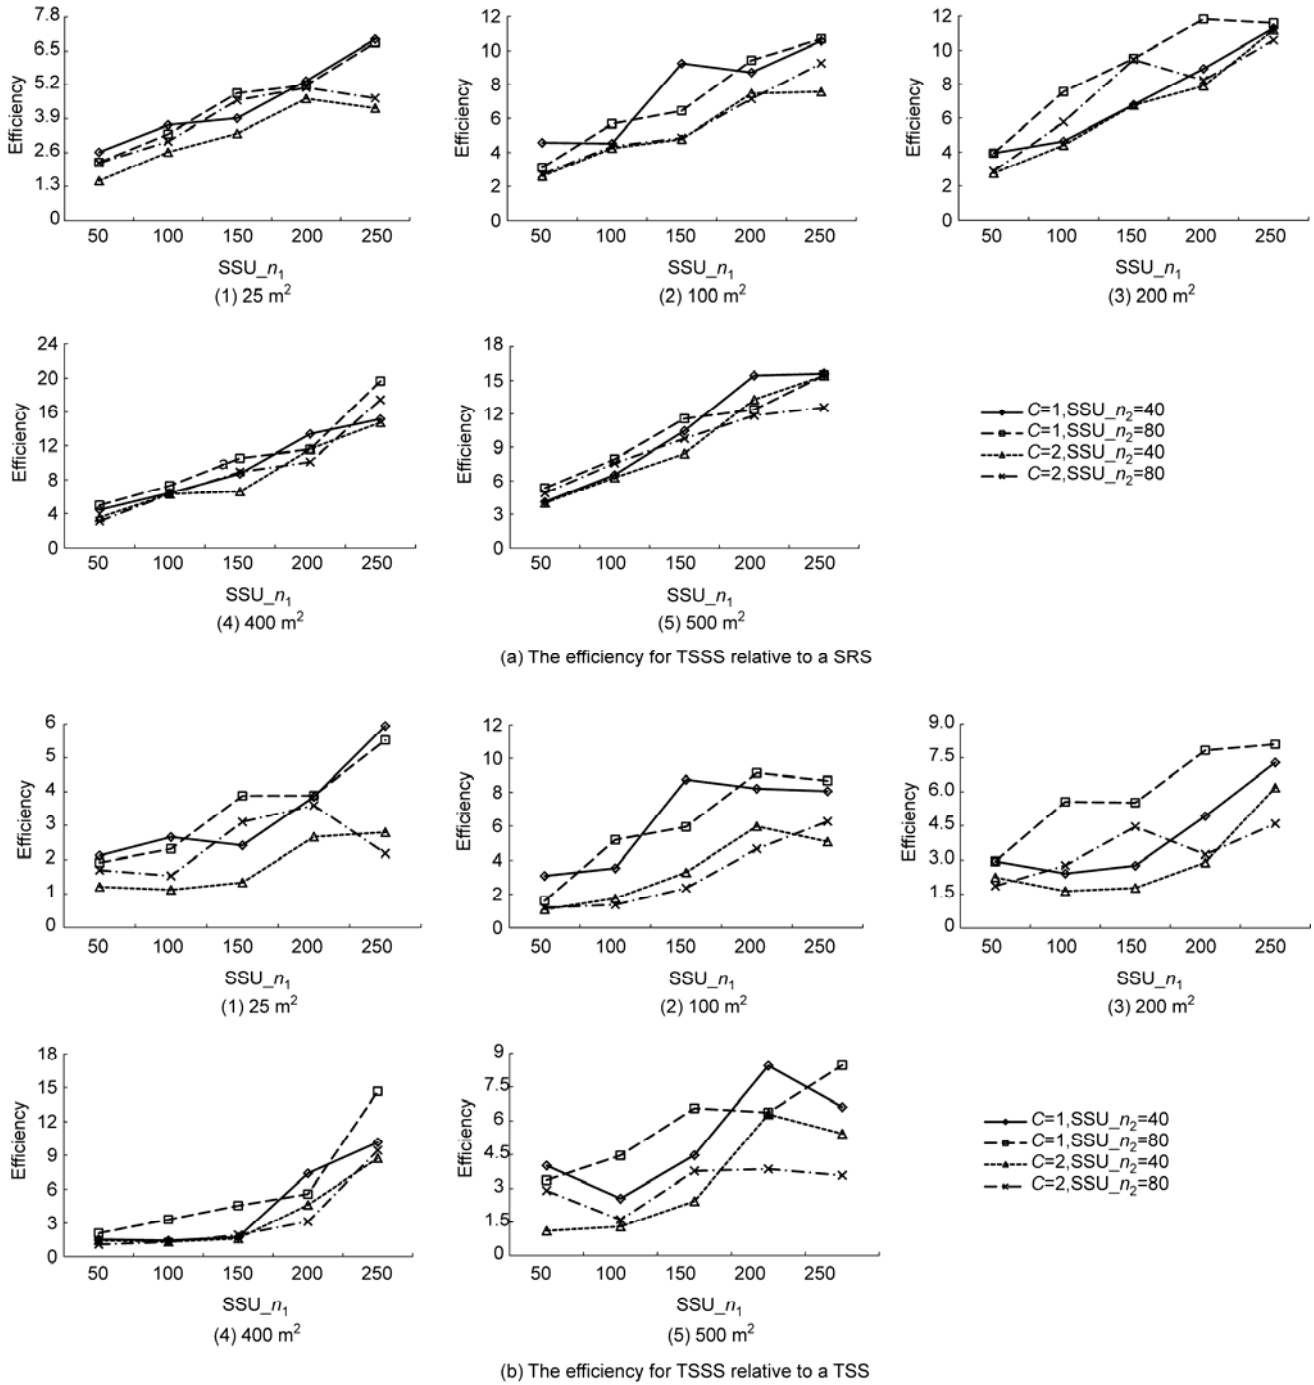 7.8
6.5
5.2
3.9
2.6
1.3
0
Efficiency
50 100 150 200 250
SSU_n1
(1) 25 m2
12
10
8
6
4
2
0
Efficiency
50 100 150 200 250
SSU_n1
(2) 100 m2
12
10
8
6
4
2
0
Efficiency
50 100 150 200 250
SSU_n1
(3) 200 m2
24
20
16
12
8
4
0
Efficiency
50 100 150 200 250
SSU_n1
(4) 400 m2
18
15
12
9
6
3
0
Efficiency
50 100 150 200 250
SSU_n1
(5) 500 m2
C=1,SSU_n2=40
C=1,SSU_n2=80
C=2,SSU_n2=40
C=2,SSU_n2=80
(a) The efficiency for TSSS relative to a SRS
6
5
4
3
2
1
0
Efficiency
50 100 150 200 250
SSU_n1
(1) 25 m2
12
10
8
6
4
2
0
Efficiency
50 100 150 200 250
SSU_n1
(2) 100 m2
9.0
7.5
6.0
4.5
3.0
1.5
0
Efficiency
50 100 150 200 250
SSU_n1
(3) 200 m2
18
15
12
9
6
3
0
Efficiency
50 100 150 200 250
SSU_n1
(4) 400 m2
9
7.5
6
4.5
3
1.5
0
Efficiency
50 100 150 200 250
SSU_n1
(5) 500 m2
C=1,SSU_n2=40
C=1,SSU_n2=80
C=2,SSU_n2=40
C=2,SSU_n2=80
(b) The efficiency for TSSS relative to a TSS